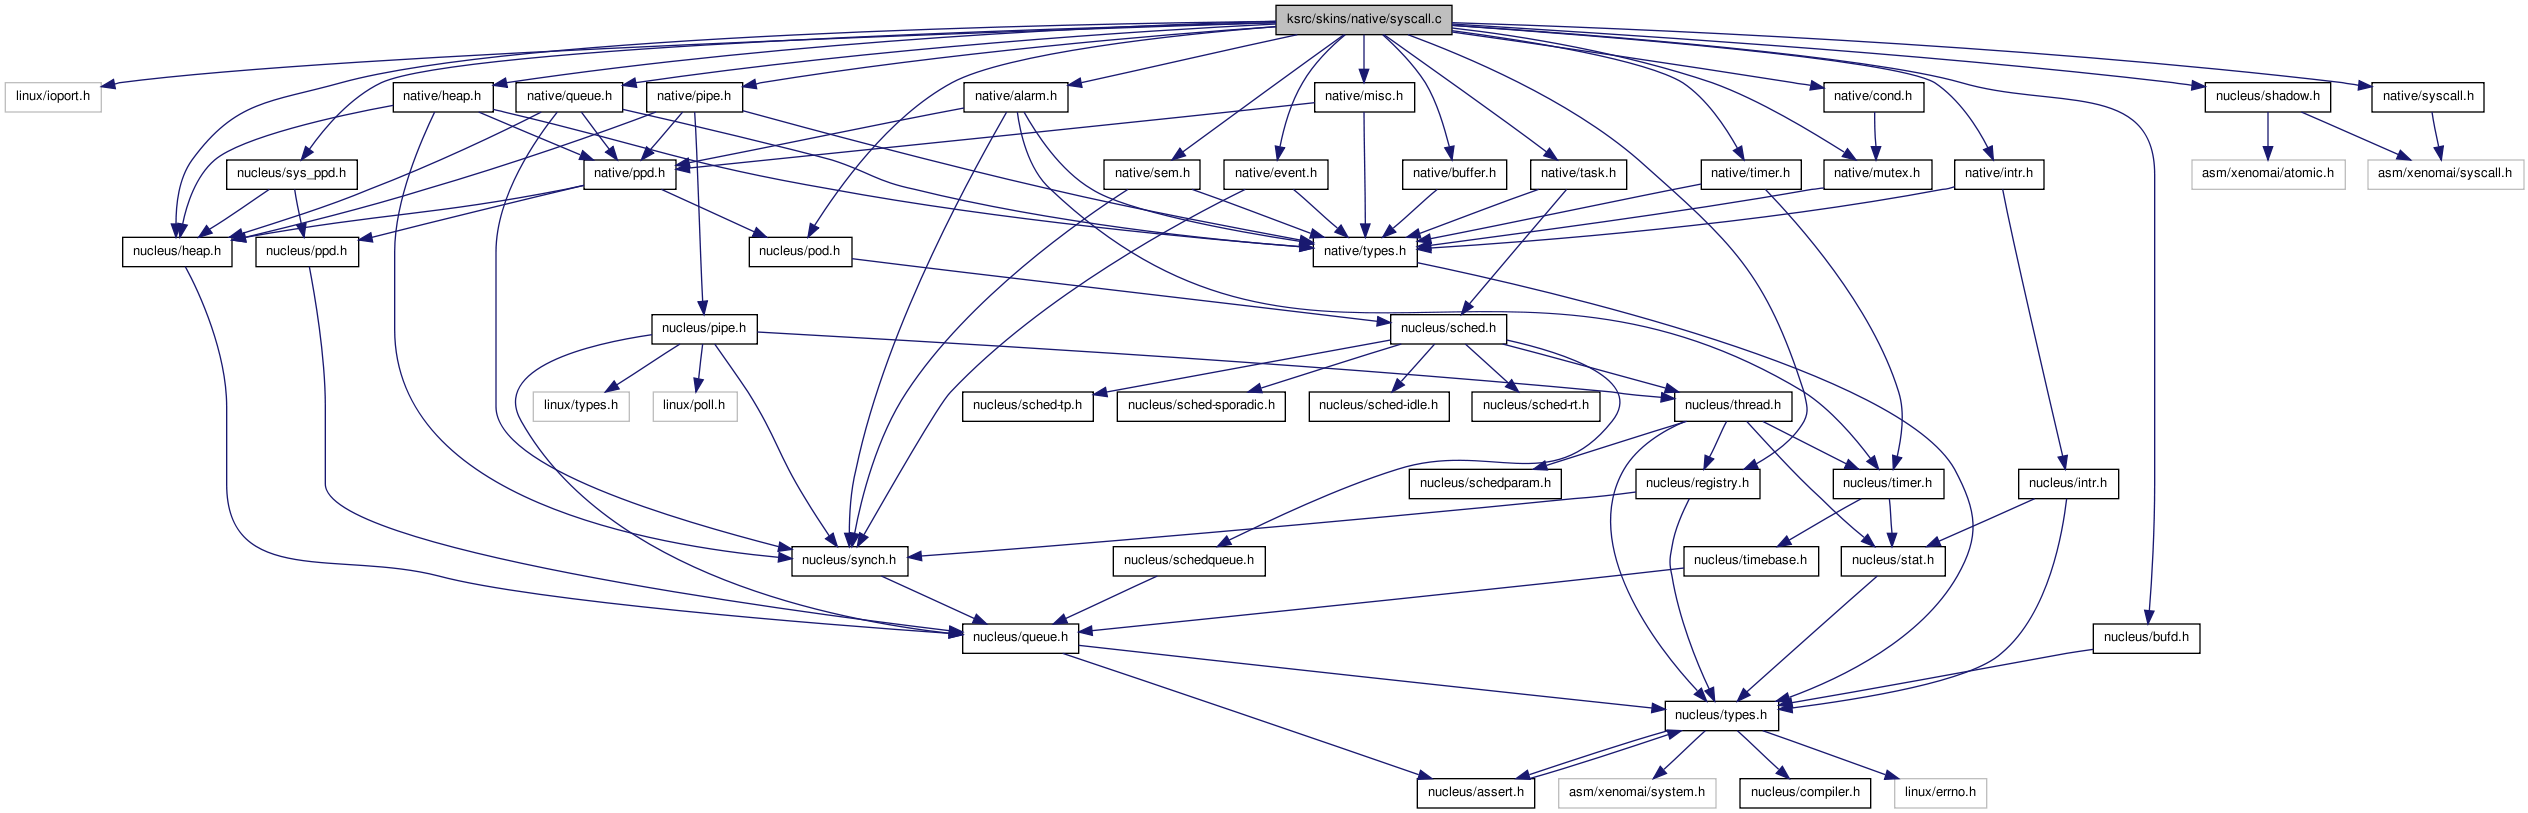 ksrc/skins/native/syscall.c
linux/ioport.h
native/heap.h
native/queue.h
native/pipe.h
native/alarm.h
native/misc.h
native/cond.h
nucleus/shadow.h
native/syscall.h
nucleus/sys_ppd.h
native/ppd.h
native/sem.h
native/event.h
native/buffer.h
native/task.h
native/timer.h
native/mutex.h
native/intr.h
asm/xenomai/atomic.h
asm/xenomai/syscall.h
nucleus/heap.h
nucleus/ppd.h
nucleus/pod.h
native/types.h
nucleus/pipe.h
nucleus/sched.h
linux/types.h
linux/poll.h
nucleus/sched-tp.h
nucleus/sched-sporadic.h
nucleus/sched-idle.h
nucleus/sched-rt.h
nucleus/thread.h
nucleus/schedparam.h
nucleus/registry.h
nucleus/timer.h
nucleus/intr.h
nucleus/synch.h
nucleus/schedqueue.h
nucleus/timebase.h
nucleus/stat.h
nucleus/queue.h
nucleus/bufd.h
nucleus/types.h
nucleus/assert.h
asm/xenomai/system.h
nucleus/compiler.h
linux/errno.h